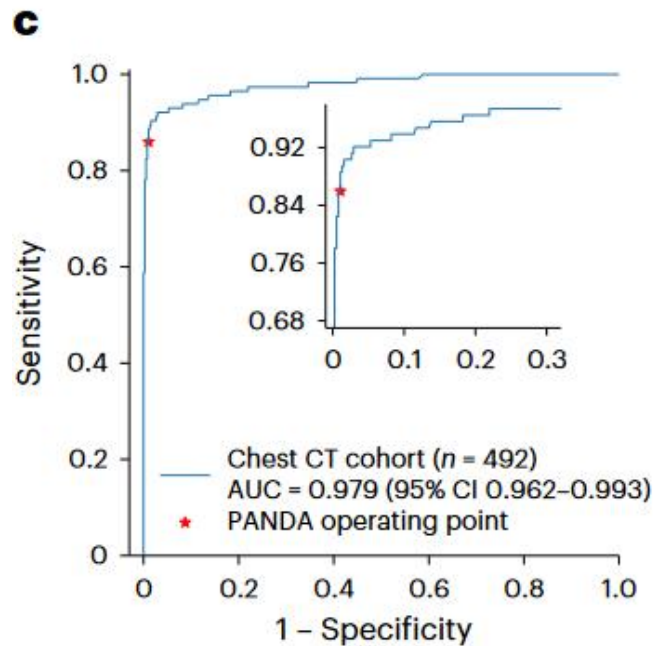 c
Sensitivity
1.0
0.8
0.6
0.4
0.2
0
0.92
0.84
0.76
0.68
0 0.1 0.2 0.3
Chest CT cohort (n = 492)
AUC = 0.979 (95% CI 0.962–0.993)
PANDA operating point
0 0.2 0.4 0.6 0.8 1.0
1 – Specificity